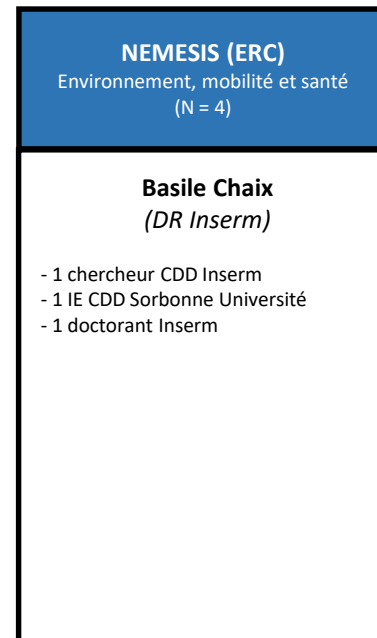 NEMESIS (ERC)
Environnement, mobilité et santé
(N = 4)
Basile Chaix
(DR Inserm)
- 1 chercheur CDD Inserm
- 1 IE CDD Sorbonne Université
- 1 doctorant Inserm